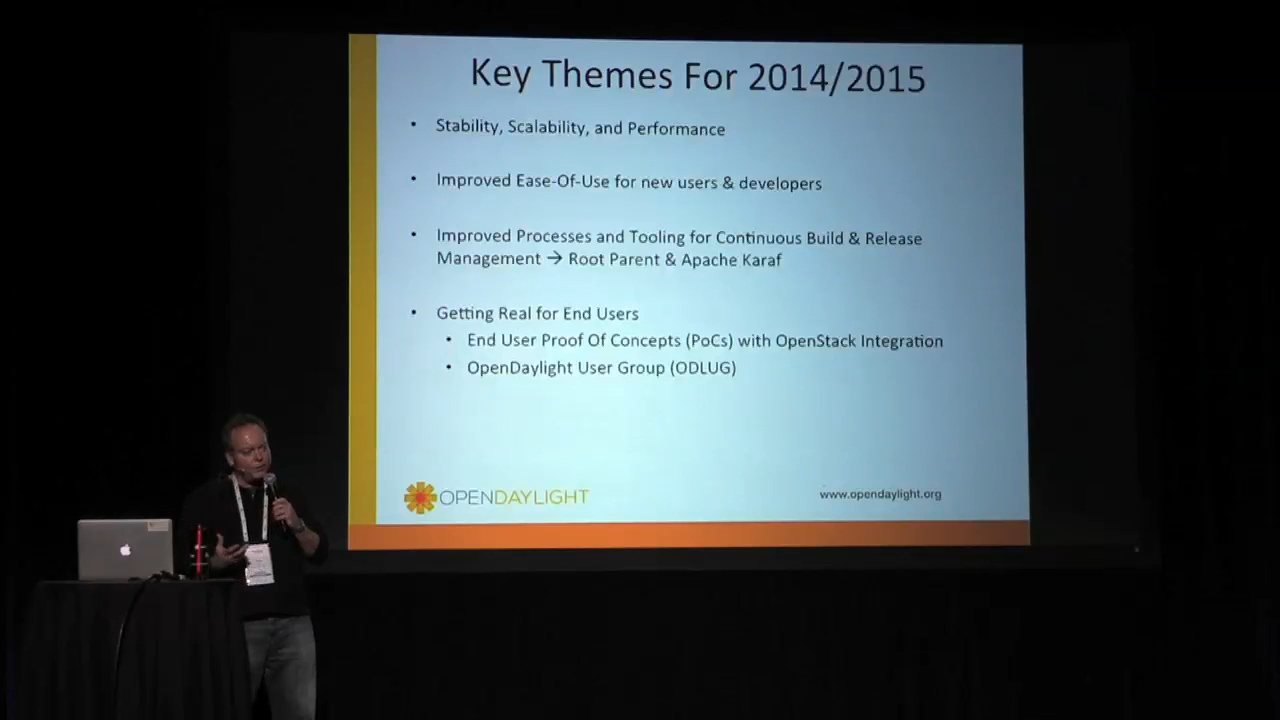 Key Themes For 2014/2015
• Stability, Scalability, and Performance
• Improved Ease-Of-Use for new users & developers
• Improved Processes and Tooling for Continuous Build & Release
Management → Root Parent & Apache Karaf
• Getting Real for End Users
• End User Proof Of Concepts (PoCs) with OpenStack Integration
• OpenDaylight User Group (ODLUG)
OPENDAYLIGHT
www.opendaylight.org